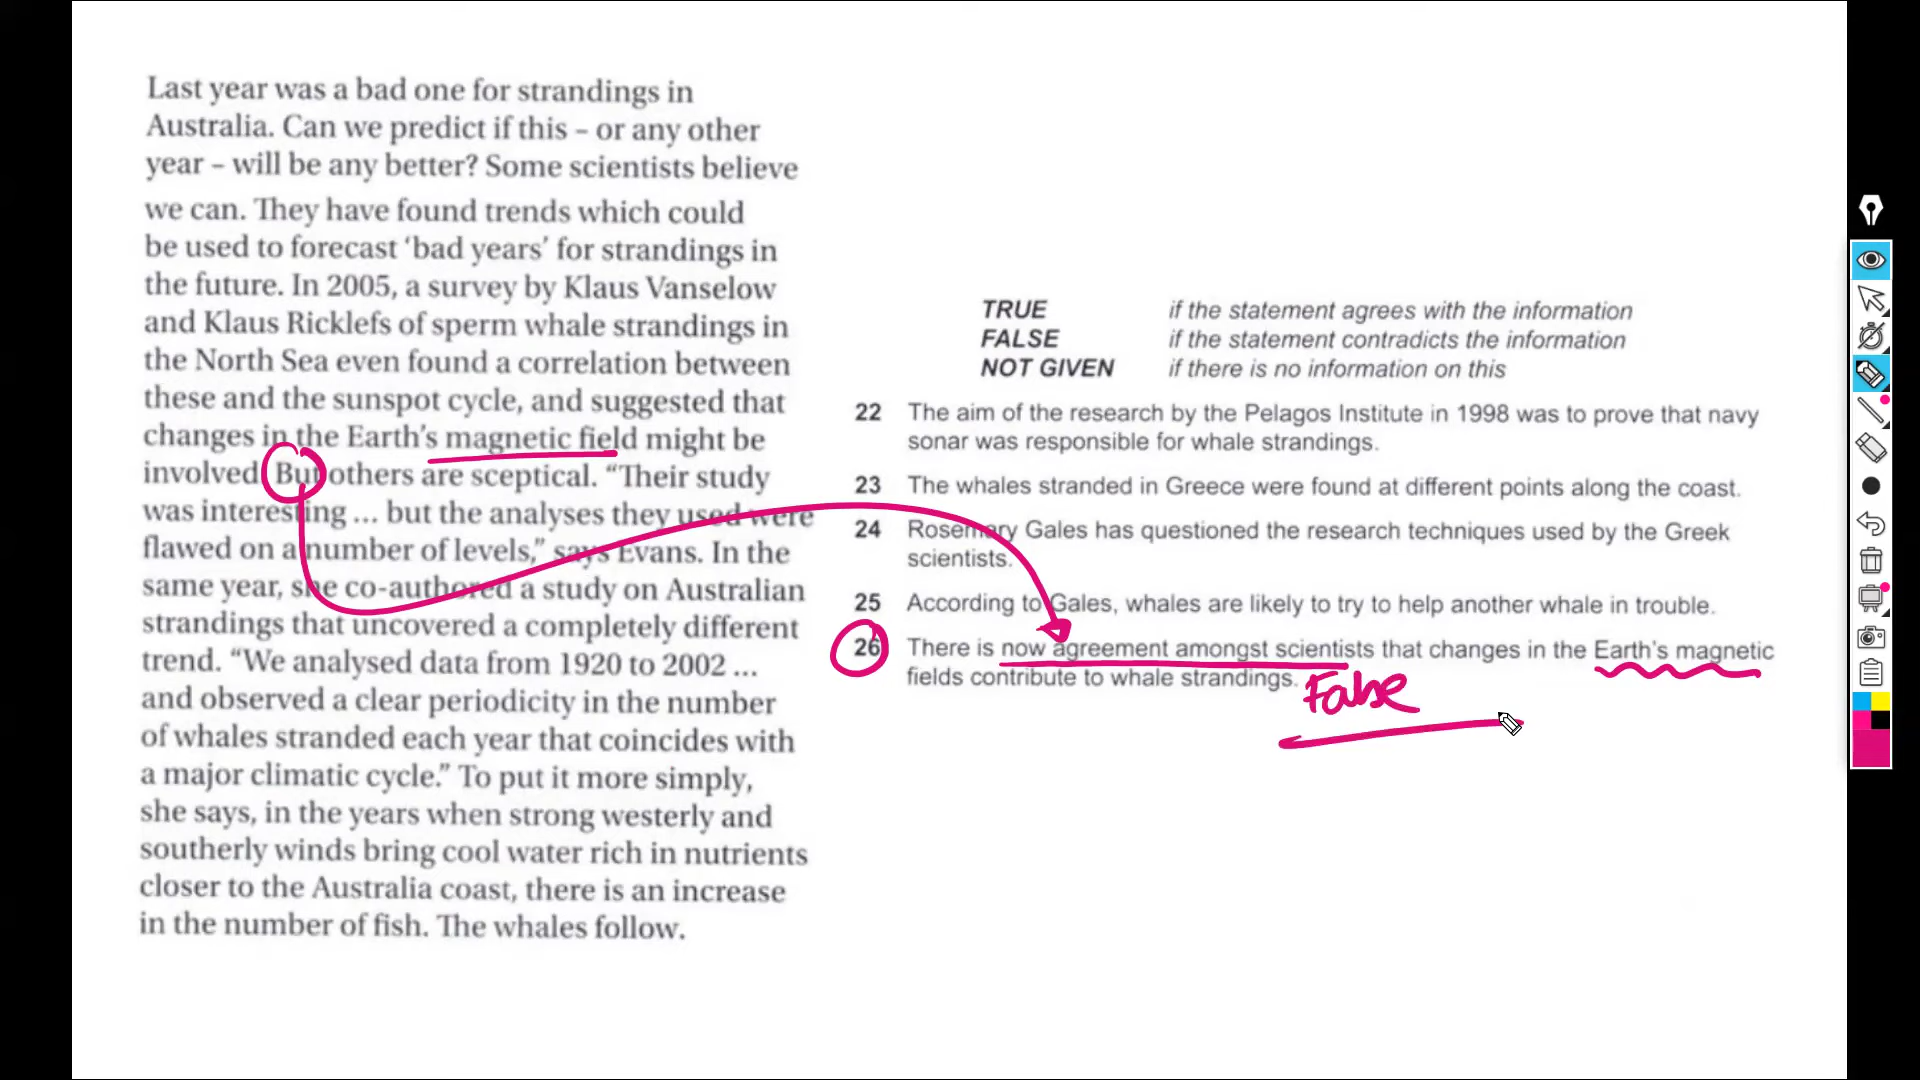 Last year was a bad one for strandings in
Australia. Can we predict if this – or any other
year – will be any better? Some scientists believe
we can. They have found trends which could
be used to forecast ‘bad years’ for strandings in
the future. In 2005, a survey by Klaus Vanselow
and Klaus Ricklefs of sperm whale strandings in
the North Sea even found a correlation between
these and the sunspot cycle, and suggested that
changes in the Earth’s magnetic field might be
involved. But others are sceptical. “Their study
was interesting ... but the analyses they used were
flawed on a number of levels,” says Evans. In the
same year, she co-authored a study on Australian
strandings that uncovered a completely different
trend. “We analysed data from 1920 to 2002 ...
and observed a clear periodicity in the number
of whales stranded each year that coincides with
a major climatic cycle.” To put it more simply,
she says, in the years when strong westerly and
southerly winds bring cool water rich in nutrients
closer to the Australia coast, there is an increase
in the number of fish. The whales follow.
TRUE if the statement agrees with the information
FALSE if the statement contradicts the information
NOT GIVEN if there is no information on this
22 The aim of the research by the Pelagos Institute in 1998 was to prove that navy
sonar was responsible for whale strandings.
23 The whales stranded in Greece were found at different points along the coast.
24 Rosemary Gales has questioned the research techniques used by the Greek
scientists.
25 According to Gales, whales are likely to try to help another whale in trouble.
26 There is now agreement amongst scientists that changes in the Earth’s magnetic
fields contribute to whale strandings.
False